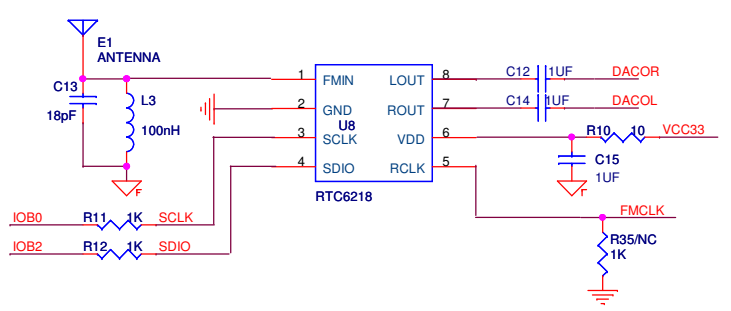 E1
ANTENNA
C13
18pF
L3
100nH
1
2
3
4
FMIN
GND
SCLK
SDIO
U8
LOUT
ROUT
VDD
RCLK
8
7
6
5
RTC6218
C12 1UF DACOR
C14 1UF DACOL
R10 10 VCC33
C15
1UF
IOB0 R11 1K SCLK
IOB2 R12 1K SDIO
FMCLK
R35/NC
1K